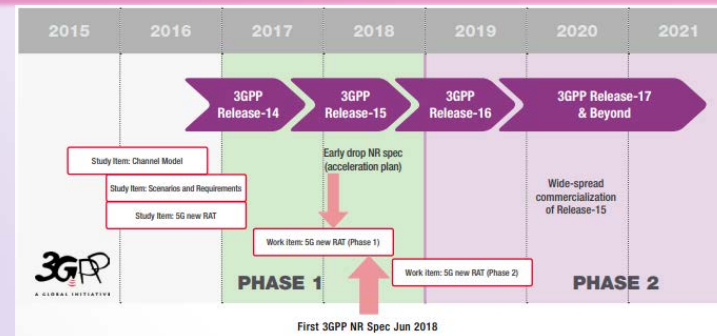 2015 2016 2017 2018 2019 2020 2021
3GPP
Release-14
3GPP
Release-15
3GPP
Release-16
3GPP Release-17
& Beyond
Study Item: Channel Model
Study Item: Scenarios and Requirements
Study Item: 5G new RAT
Early drop NR spec
(acceleration plan)
Wide-spread
commercialization
of Release-15
Work item: 5G new RAT (Phase 1)
Work item: 5G new RAT (Phase 2)
3GPP
A GLOBAL INITIATIVE
PHASE 1
PHASE 2
First 3GPP NR Spec Jun 2018